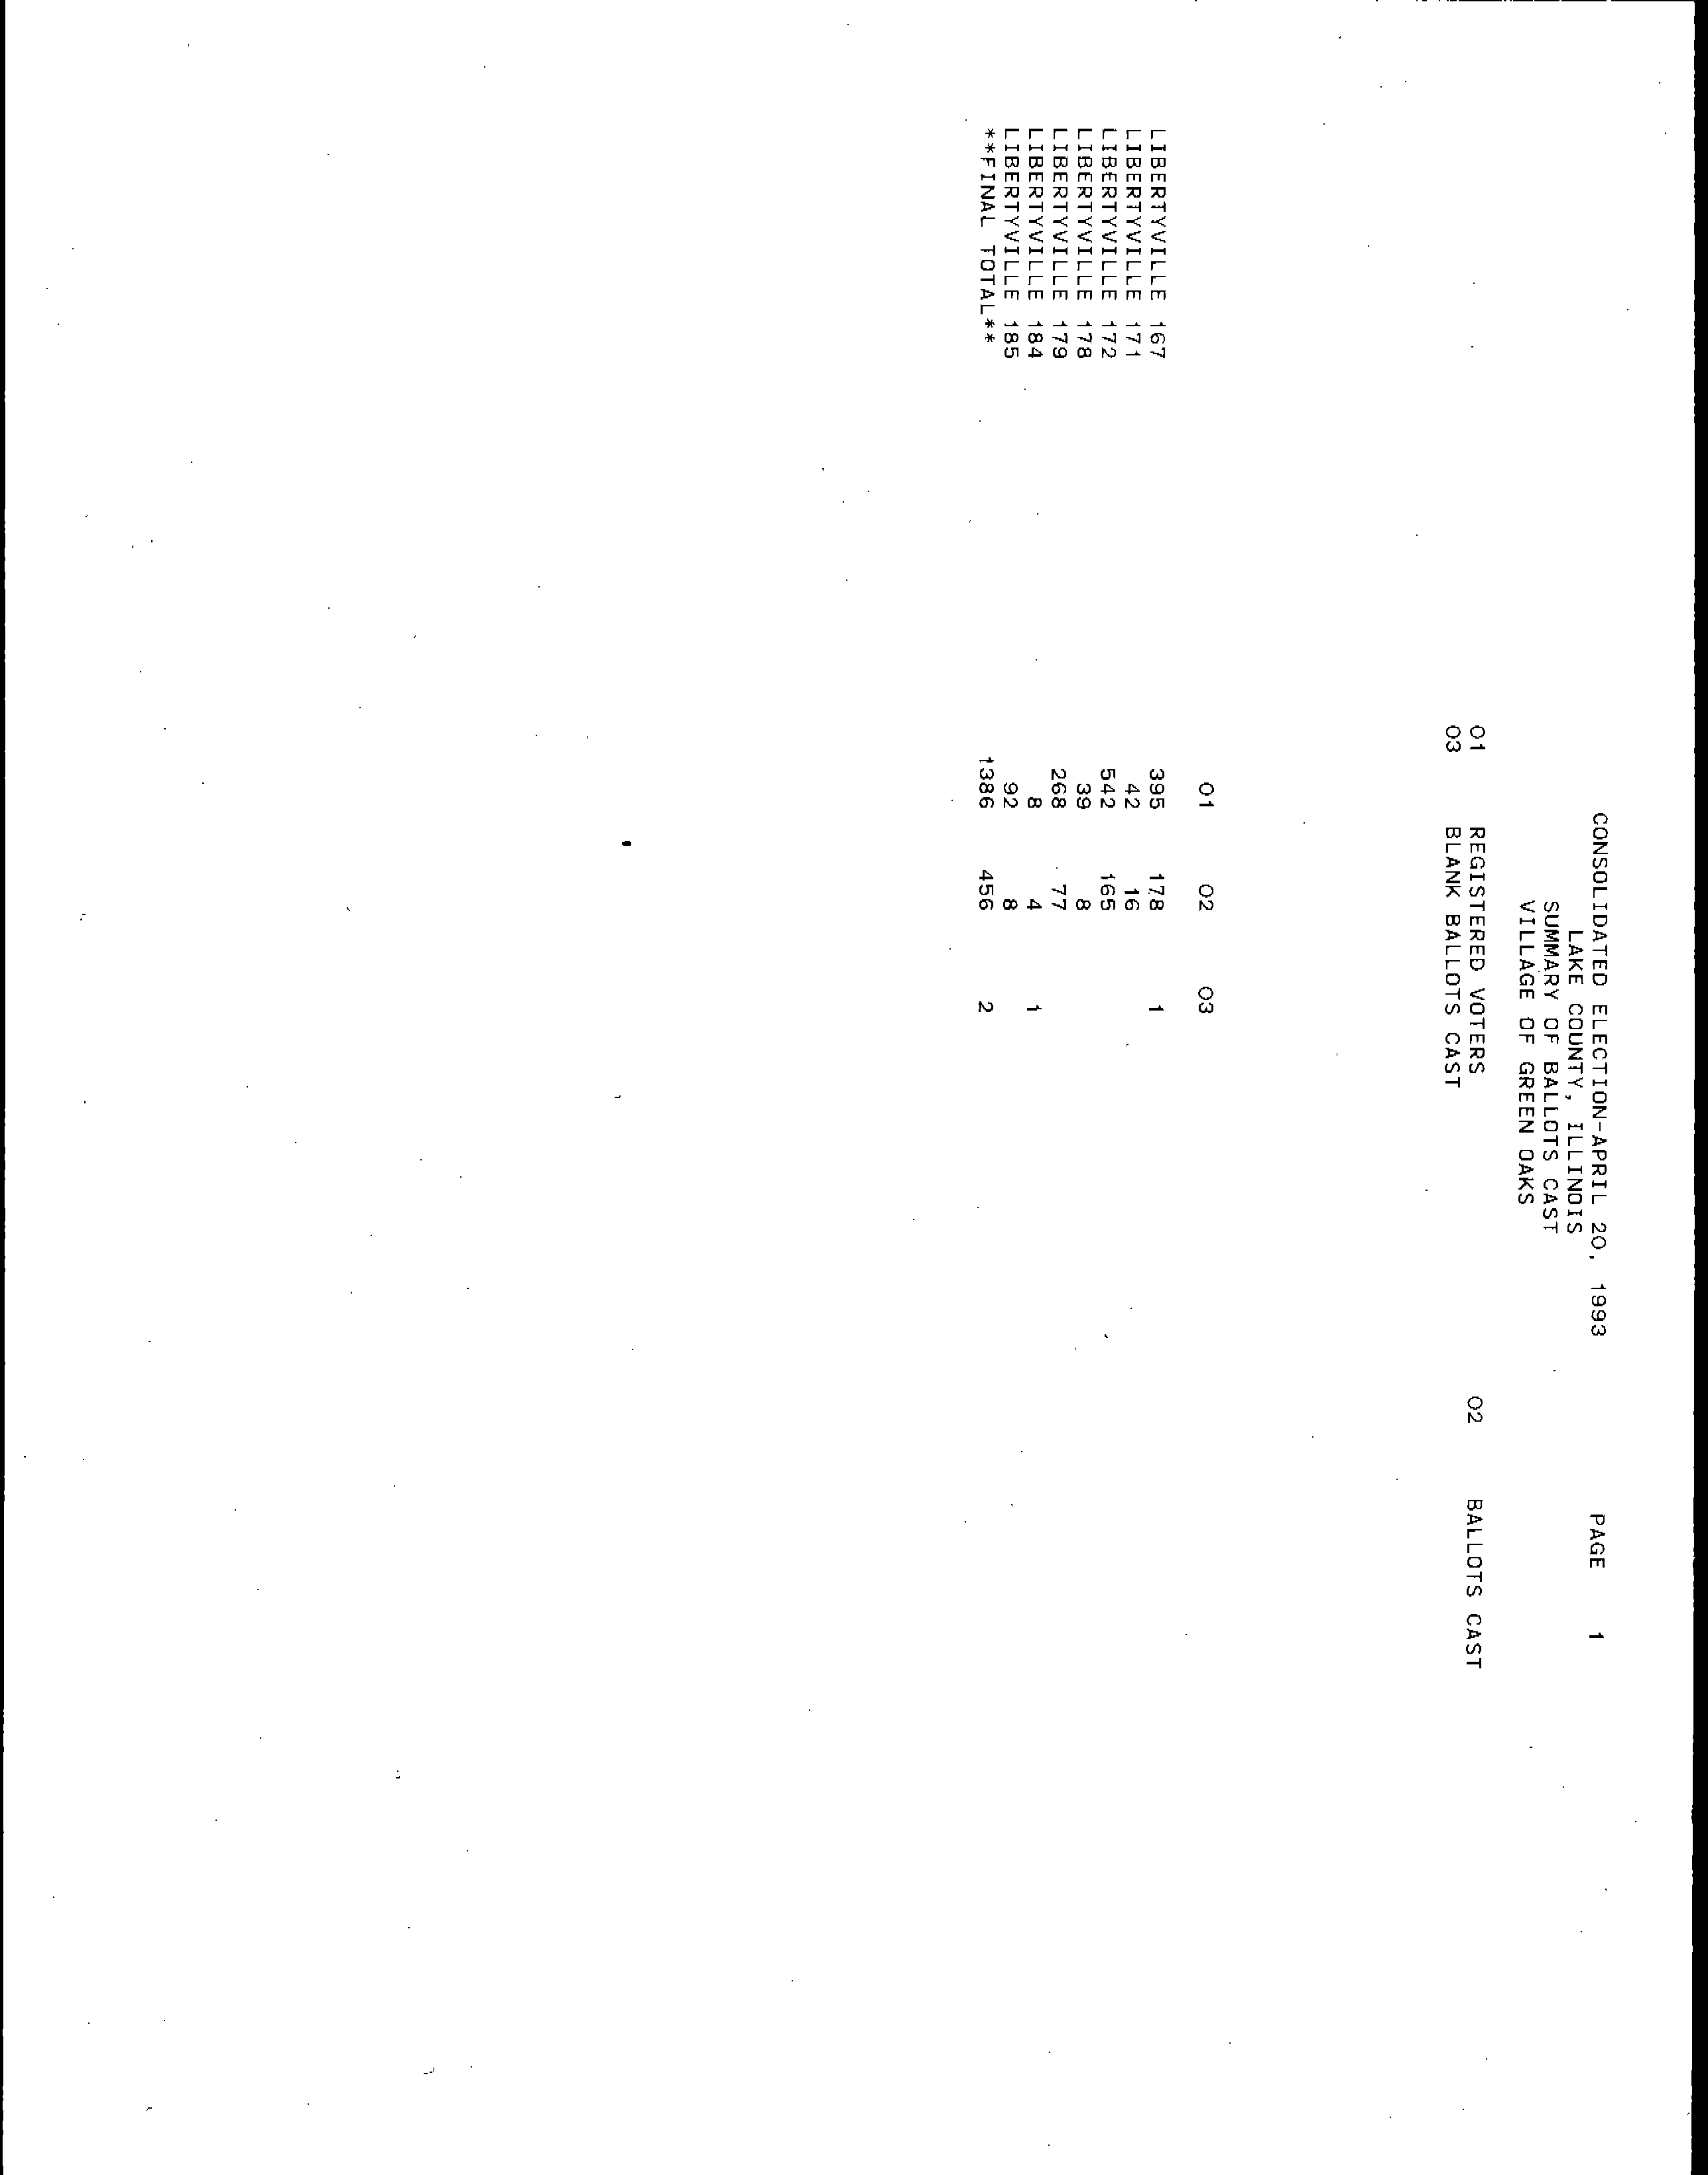 CONSOLIDATED ELECTION-APRIL 20, 1993 PAGE 1
LAKE COUNTY, ILLINOIS
SUMMARY OF BALLOTS CAST
VILLAGE OF GREEN OAKS
01 REGISTERED VOTERS 02 BALLOTS CAST
03 BLANK BALLOTS CAST
01 02 03
LIBERTYVILLE 167 395 178 1
LIBERTYVILLE 171 42 16
LIBERTYVILLE 172 542 165
LIBERTYVILLE 178 39 8
LIBERTYVILLE 179 268 77
LIBERTYVILLE 184 8 4 1
LIBERTYVILLE 185 92 8
**FINAL TOTAL** 1386 456 2